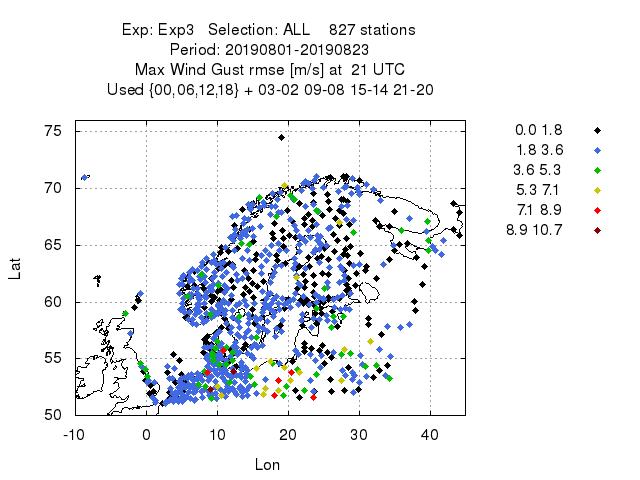 Exp: Exp3 Selection: ALL 827 stations
Period: 20190801-20190823
Max Wind Gust rmse [m/s] at 21 UTC
Used {00,06,12,18} + 03-02 09-08 15-14 21-20
0.0 1.8
1.8 3.6
3.6 5.3
5.3 7.1
7.1 8.9
8.9 10.7
75
70
65
60
55
50
Lat
-10 0 10 20 30 40
Lon